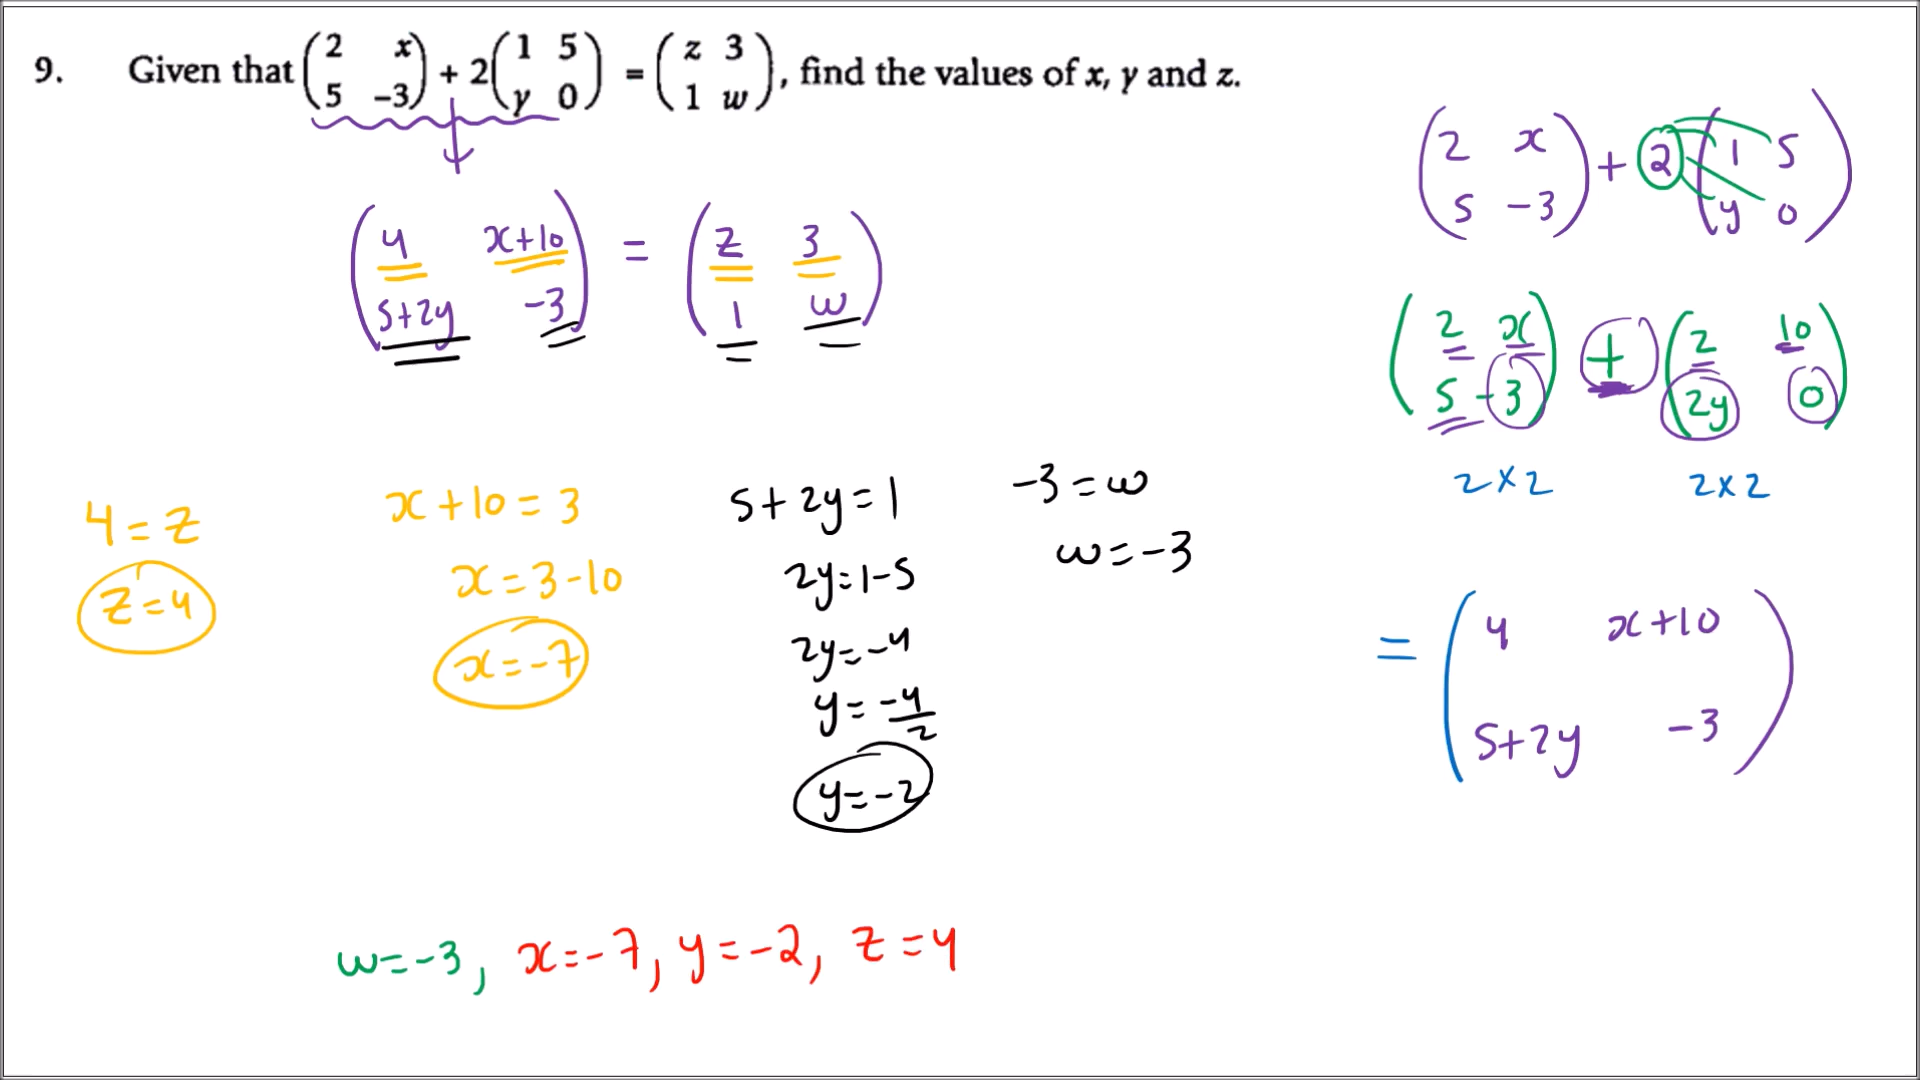 9. Given that (2 x) + 2(1 5) = (z 3), find the values of x, y and z.
(5 -3) (y 0) (1 w)
(4 x+10) = (z 3)
(5+2y -3) (1 w)
4 = z
z = 4
x + 10 = 3
x = 3 - 10
x = -7
5 + 2y = 1
2y = 1 - 5
2y = -4
y = -4/2
y = -2
-3 = w
w = -3
w = -3, x = -7, y = -2, z = 4
(2 x) + 2(1 5)
(5 -3) (y 0)
(2 x) + (2 10)
(5 -3) (2y 0)
2×2 2×2
= (4 x+10)
(5+2y -3)